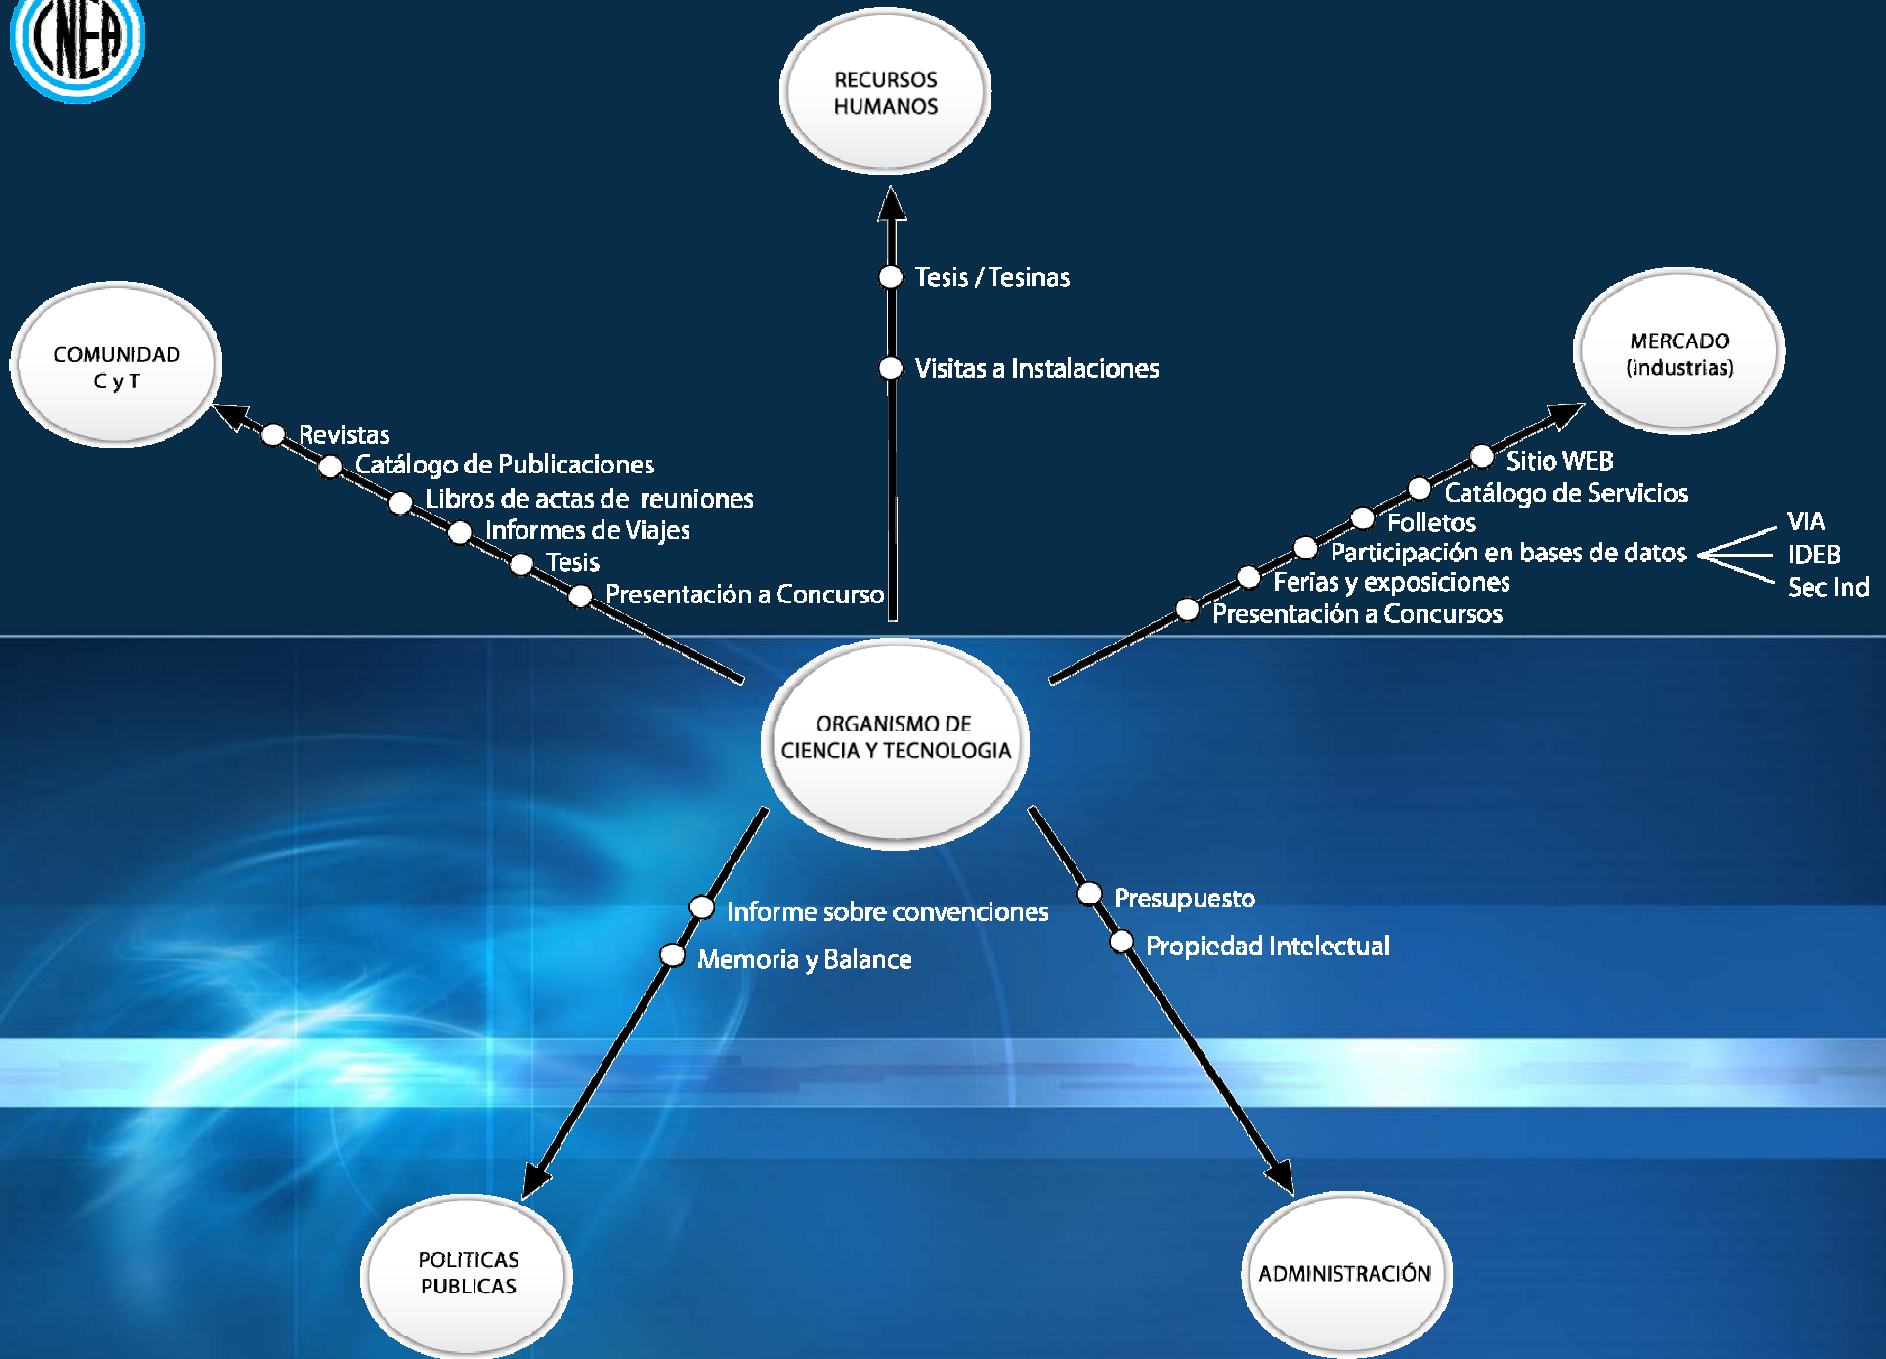 CNEA
RECURSOS
HUMANOS
Tesis / Tesinas
Visitas a Instalaciones
COMUNIDAD
C y T
Revistas
Catálogo de Publicaciones
Libros de actas de reuniones
Informes de Viajes
Tesis
Presentación a Concurso
MERCADO
(industrias)
Sitio WEB
Catálogo de Servicios
Folletos
Participación en bases de datos
VIA
IDEB
Sec Ind
Ferias y exposiciones
Presentación a Concursos
ORGANISMO DE
CIENCIA Y TECNOLOGIA
Informe sobre convenciones
Memoria y Balance
Presupuesto
Propiedad Intelectual
POLITICAS
PUBLICAS
ADMINISTRACIÓN